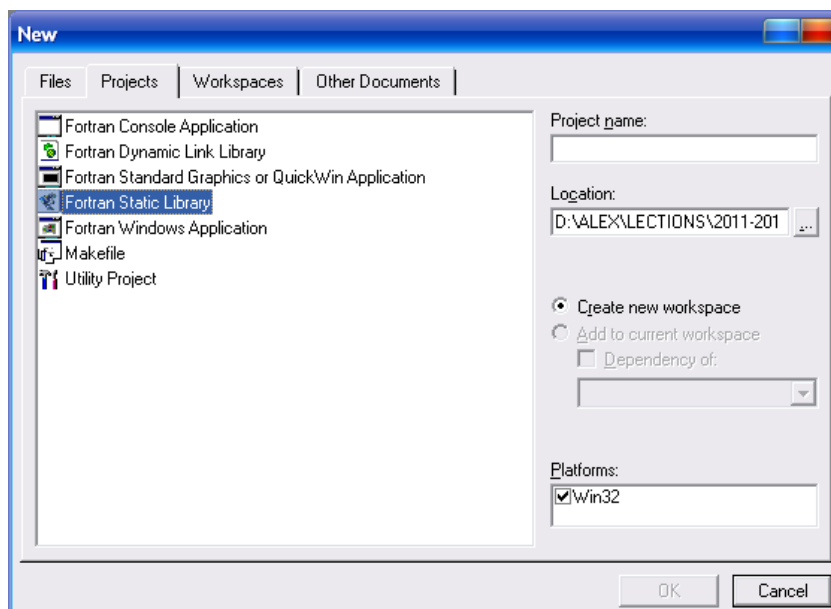 New
Files Projects Workspaces Other Documents
Fortran Console Application
Fortran Dynamic Link Library
Fortran Standard Graphics or QuickWin Application
Fortran Static Library
Fortran Windows Application
Makefile
Utility Project
Project name:
Location:
D:\ALEX\LECTIONS\2011-201
...
Create new workspace
Add to current workspace
Dependency of:
Platforms:
Win32
OK Cancel